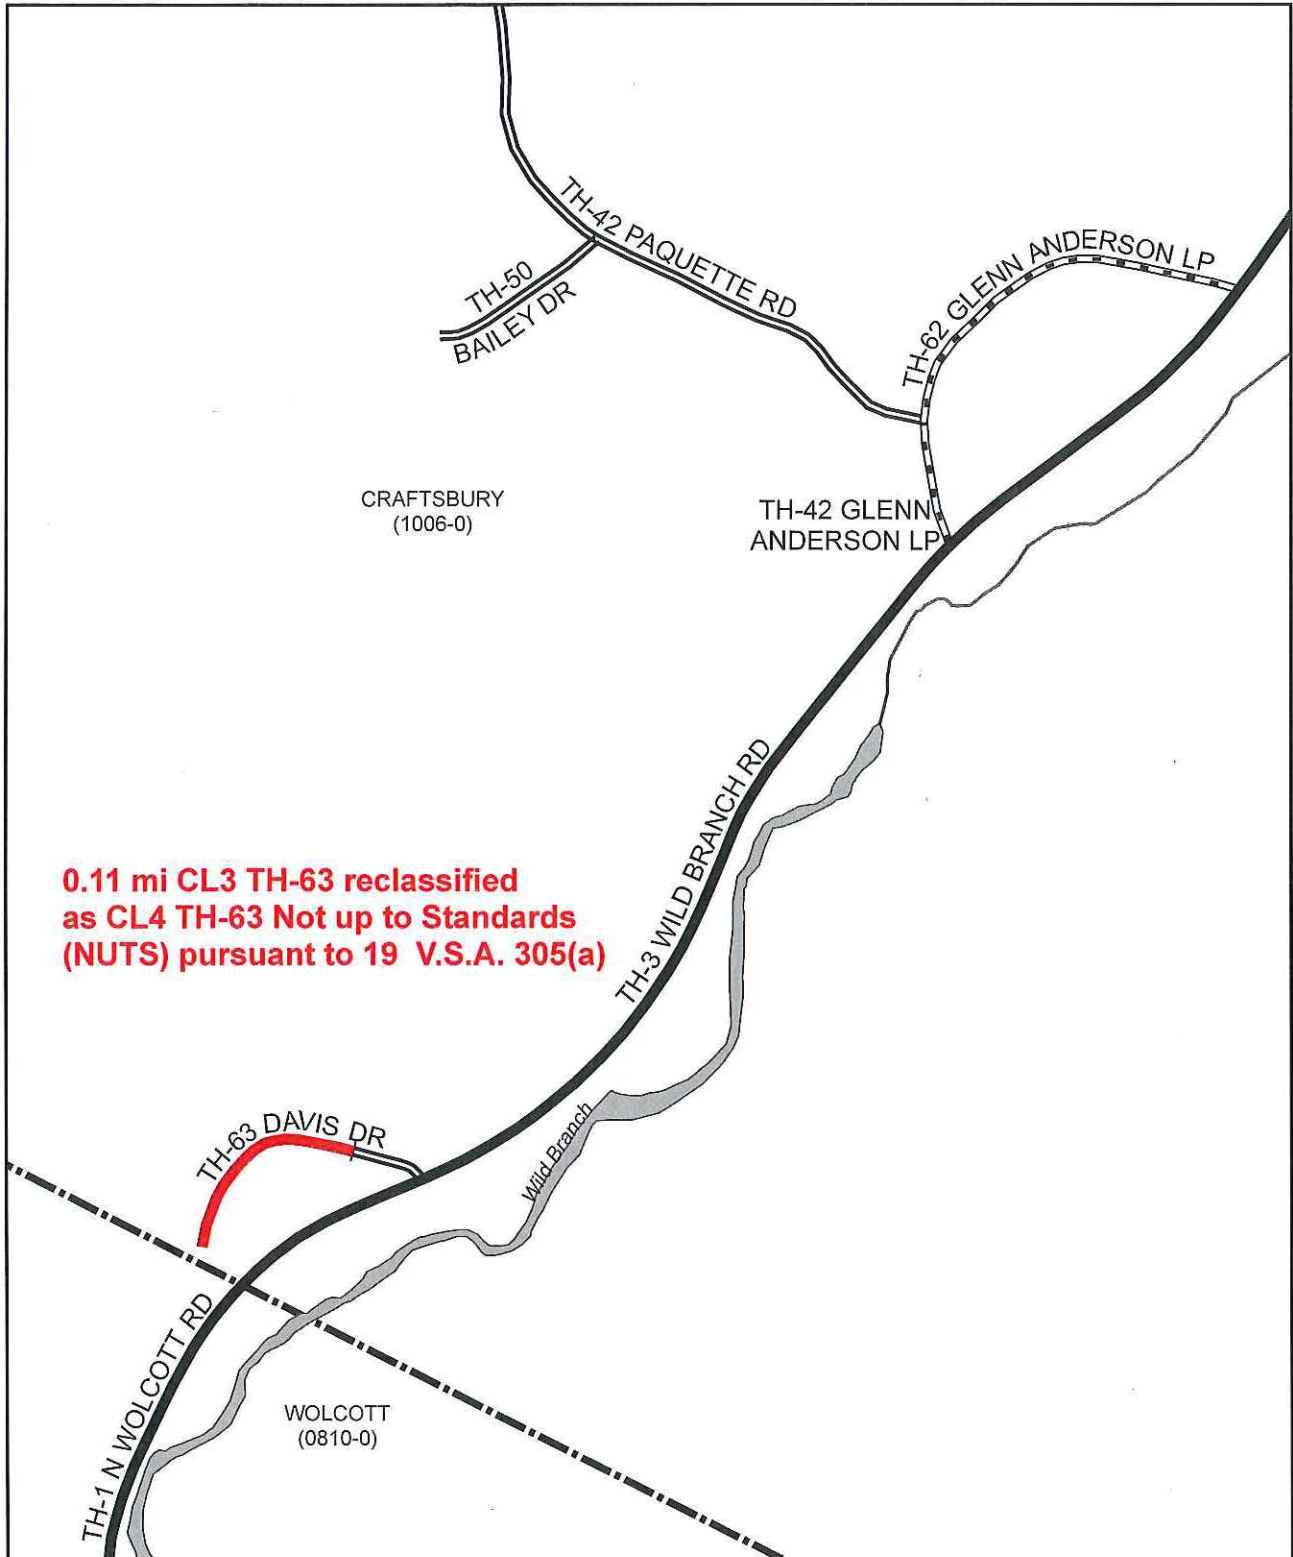 TH-42 PAQUETTE RD
TH-62 GLENN ANDERSON LP
TH-50
BAILEY DR
CRAFTSBURY
(1006-0)
TH-42 GLENN
ANDERSON LP
TH-3 WILD BRANCH RD
0.11 mi CL3 TH-63 reclassified
as CL4 TH-63 Not up to Standards
(NUTS) pursuant to 19 V.S.A. 305(a)
TH-63 DAVIS DR
Wild Branch
TH-1 N WOLCOTT RD
WOLCOTT
(0810-0)